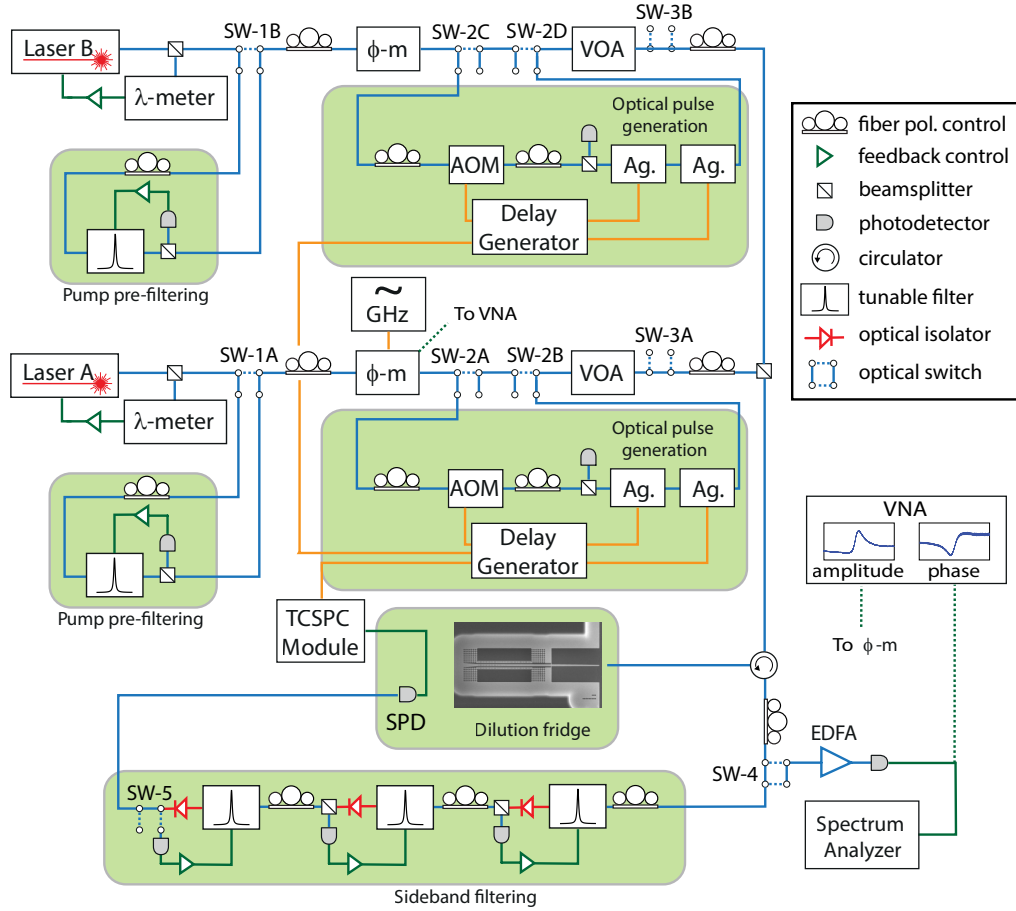 SW-3B
SW-1B
SW-2C
SW-2D
Laser B
ϕ-m
VOA
λ-meter
Optical pulse
generation
fiber pol. control
feedback control
AOM
Ag.
Ag.
beamsplitter
Delay
Generator
photodetector
circulator
Pump pre-filtering
~
GHz
To VNA
tunable filter
optical isolator
SW-1A
SW-2A
SW-2B
SW-3A
Laser A
ϕ-m
VOA
optical switch
λ-meter
Optical pulse
generation
AOM
Ag.
Ag.
VNA
Delay
Generator
amplitude
phase
Pump pre-filtering
TCSPC
Module
To ϕ-m
SPD
Dilution fridge
EDFA
SW-4
SW-5
Spectrum
Analyzer
Sideband filtering